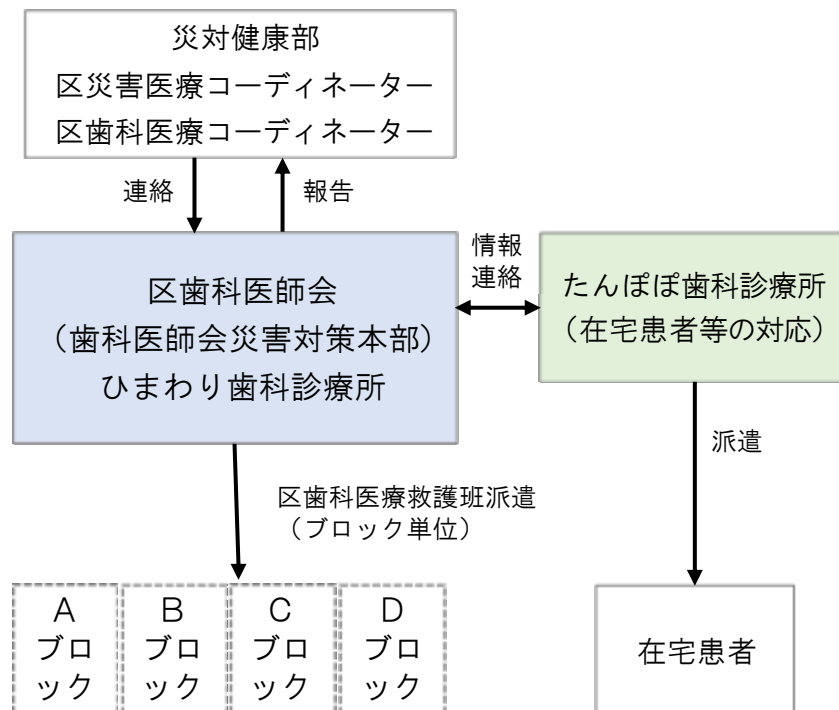 災対健康部
区災害医療コーディネーター
区歯科医療コーディネーター
連絡
報告
区歯科医師会
（歯科医師会災害対策本部）
ひまわり歯科診療所
情報
連絡
たんぽぽ歯科診療所
（在宅患者等の対応）
区歯科医療救護班派遣
（ブロック単位）
派遣
A
ブロ
ック
B
ブロ
ック
C
ブロ
ック
D
ブロ
ック
在宅患者